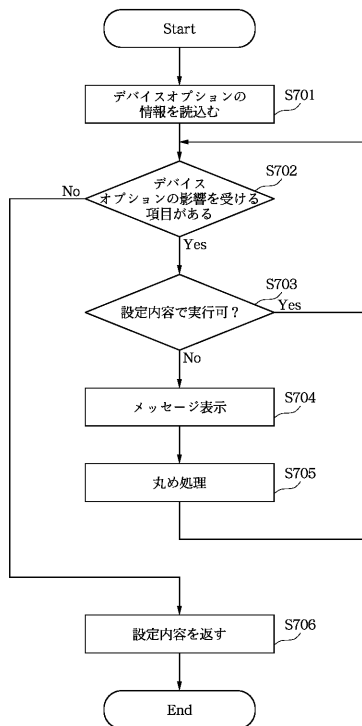 Start
デバイスオプションの
情報を読込む
S701
No
デバイス
オプションの影響を受ける
項目がある
S702
Yes
設定内容で実行可？
S703
Yes
No
メッセージ表示
S704
丸め処理
S705
設定内容を返す
S706
End